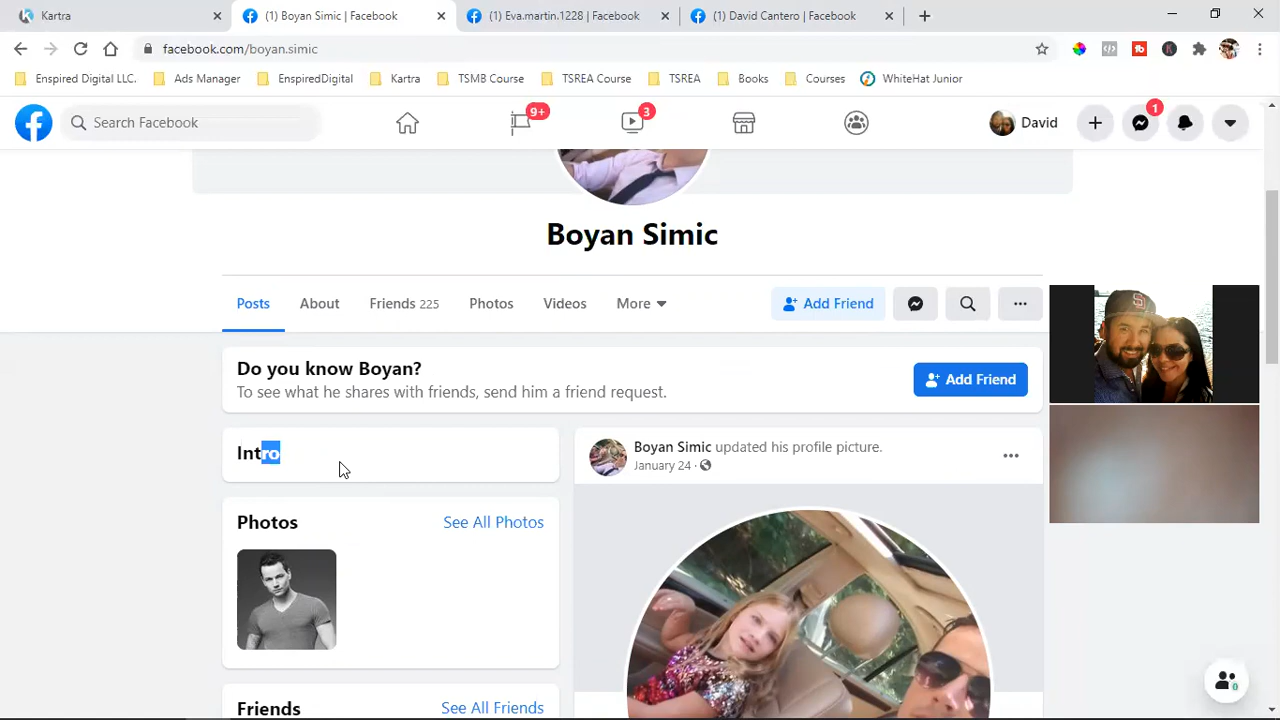 Kartra
(1) Boyan Simic | Facebook
(1) Eva.martin.1228 | Facebook
(1) David Cantero | Facebook
facebook.com/boyan.simic
Enspired Digital LLC.
Ads Manager
EnspiredDigital
Kartra
TSMB Course
TSREA Course
TSREA
Books
Courses
WhiteHat Junior
Search Facebook
9+
3
David
1
Boyan Simic
Posts
About
Friends 225
Photos
Videos
More
Add Friend
Do you know Boyan?
To see what he shares with friends, send him a friend request.
Add Friend
Intro
Boyan Simic updated his profile picture.
January 24 ·
Photos
See All Photos
Friends
See All Friends
0